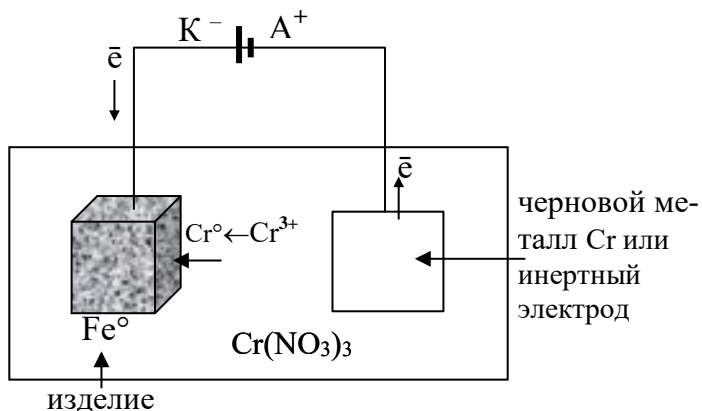 К – А+
ē
ē
Cr°←Cr³⁺
черновой ме-
талл Cr или
инертный
электрод
Fe°
Cr(NO₃)₃
изделие